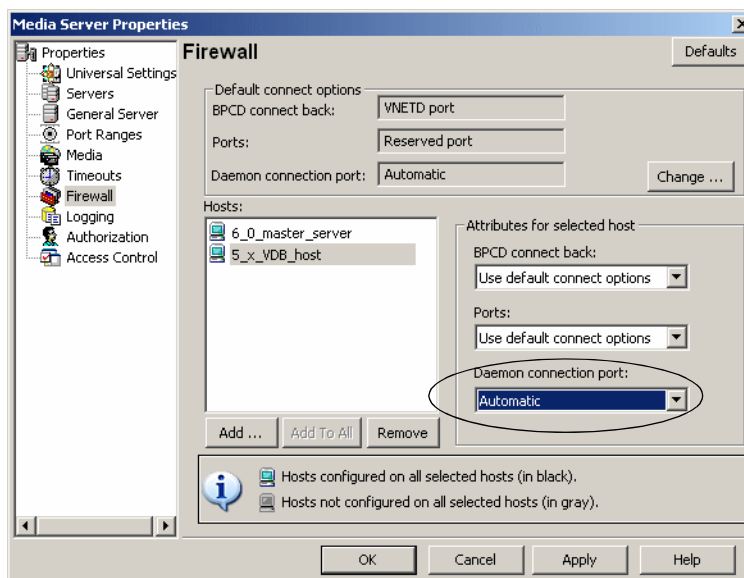 Media Server Properties
Properties
Universal Settings
Servers
General Server
Port Ranges
Media
Timeouts
Firewall
Logging
Authorization
Access Control
Firewall
Defaults
Default connect options
BPCD connect back: VNETD port
Ports: Reserved port
Daemon connection port: Automatic
Change ...
Hosts:
6_0_master_server
5_x_VDB_host
Add ... Add To All Remove
Attributes for selected host
BPCD connect back:
Use default connect options
Ports:
Use default connect options
Daemon connection port:
Automatic
Hosts configured on all selected hosts (in black).
Hosts not configured on all selected hosts (in gray).
OK Cancel Apply Help